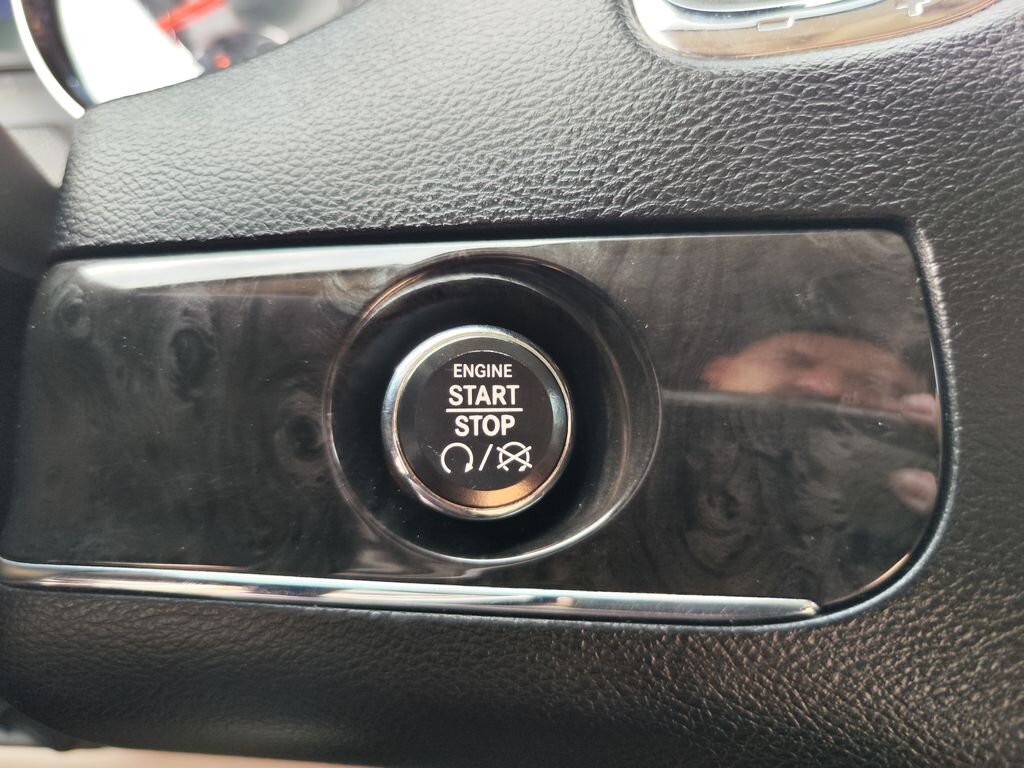 ENGINE
START
STOP
/
- +